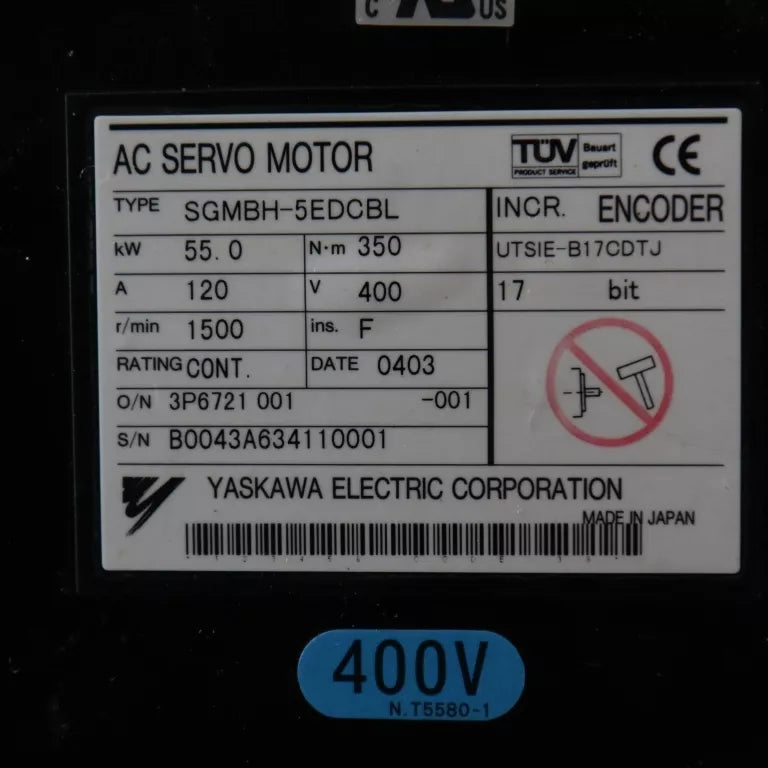 C US
AC SERVO MOTOR
TÜV Bauart geprüft
PRODUCT SERVICE
CE
TYPE SGMBH-5EDCBL
INCR. ENCODER
kW 55.0 N·m 350
UTSIE-B17CDTJ
A 120 V 400
17 bit
r/min 1500 ins. F
RATING CONT. DATE 0403
O/N 3P6721 001 -001
S/N B0043A634110001
YASKAWA ELECTRIC CORPORATION
MADE IN JAPAN
400V
N.T5580-1